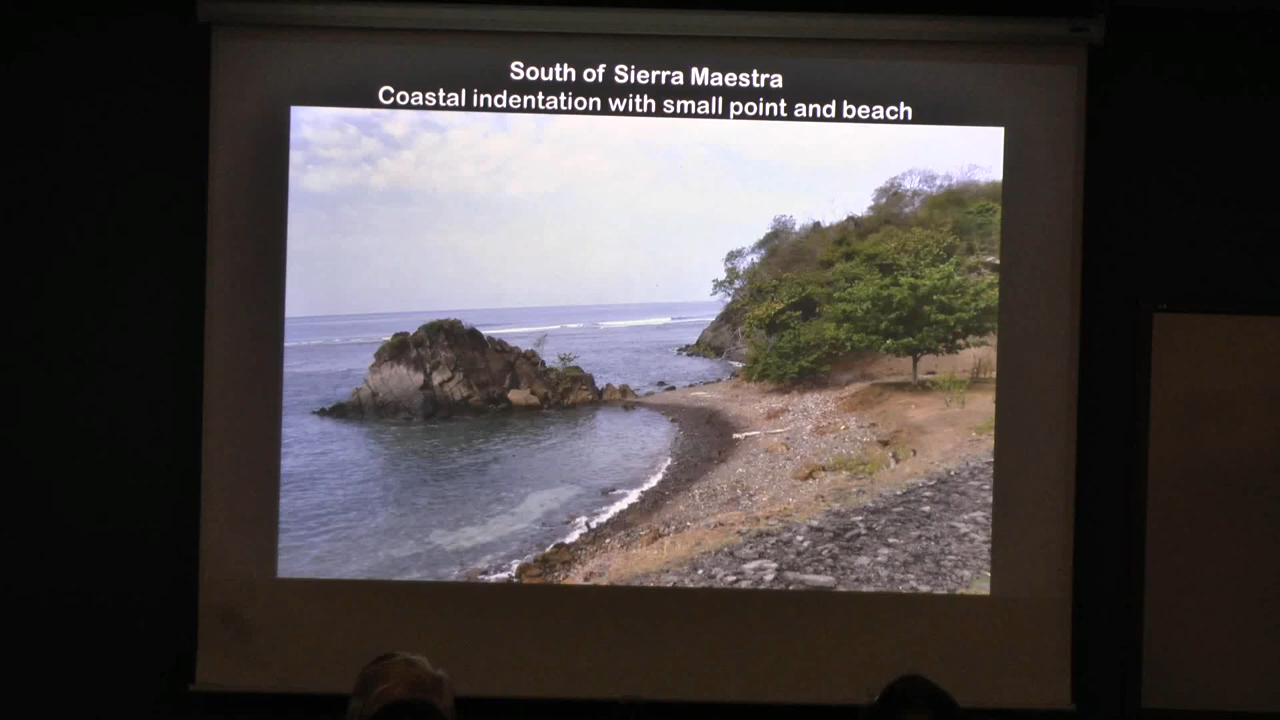 South of Sierra Maestra
Coastal indentation with small point and beach